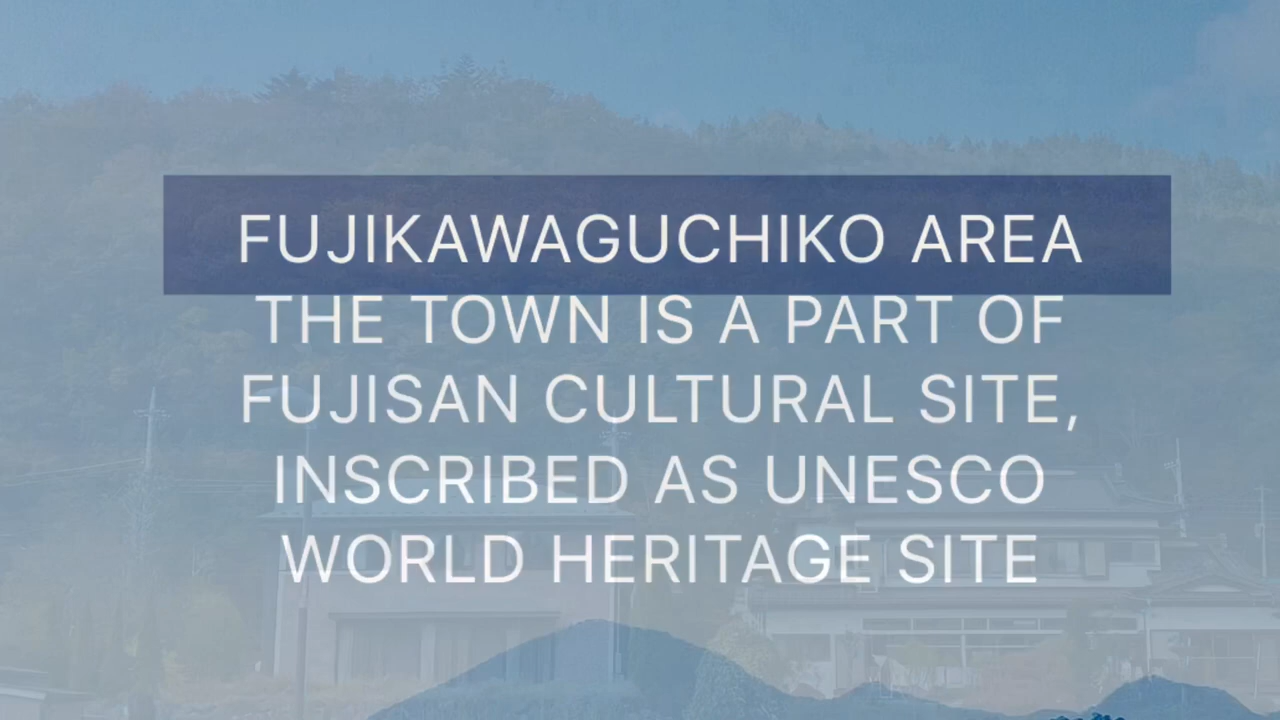 FUJIKAWAGUCHIKO AREA
THE TOWN IS A PART OF
FUJISAN CULTURAL SITE,
INSCRIBED AS UNESCO
WORLD HERITAGE SITE